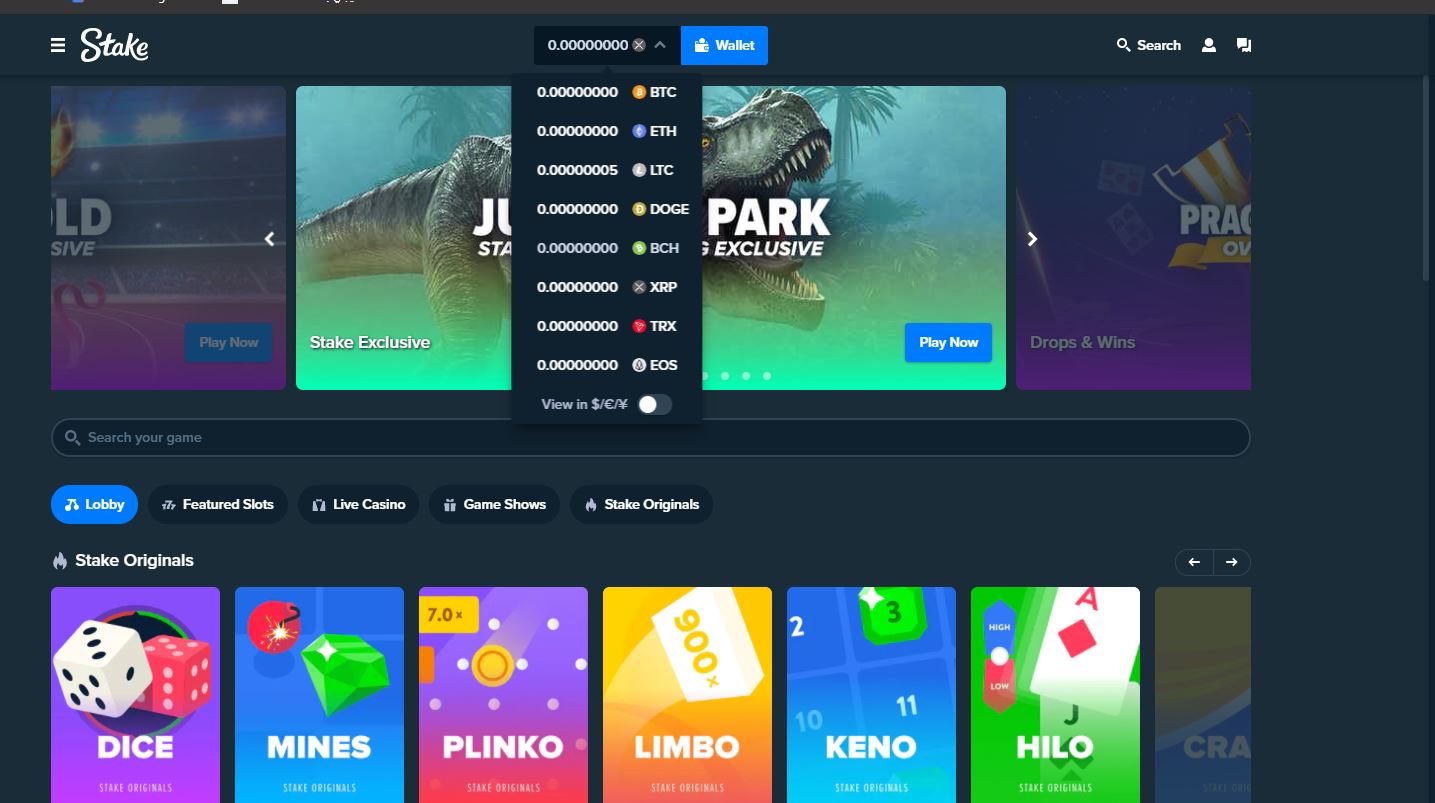 Stake
0.00000000
Wallet
Search
0.00000000 BTC
0.00000000 ETH
0.00000005 LTC
0.00000000 DOGE
0.00000000 BCH
0.00000000 XRP
0.00000000 TRX
0.00000000 EOS
View in $/€/¥
LD
SIVE
Play Now
JU PARK
STA G EXCLUSIVE
Stake Exclusive
Play Now
PRAG
OV
Drops & Wins
Search your game
Lobby
Featured Slots
Live Casino
Game Shows
Stake Originals
Stake Originals
DICE
STAKE ORIGINALS
MINES
STAKE ORIGINALS
7.0×
PLINKO
STAKE ORIGINALS
900×
LIMBO
STAKE ORIGINALS
2
3
10
11
KENO
STAKE ORIGINALS
HIGH
LOW
A
J
HILO
STAKE ORIGINALS
CRA
STAKE ORIG